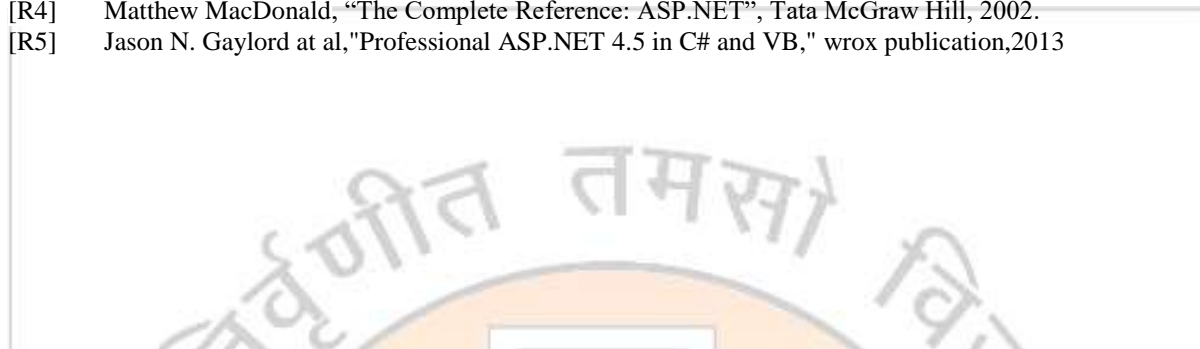 [R4] Matthew MacDonald, “The Complete Reference: ASP.NET”, Tata McGraw Hill, 2002.
[R5] Jason N. Gaylord at al,"Professional ASP.NET 4.5 in C# and VB," wrox publication,2013
तमसो